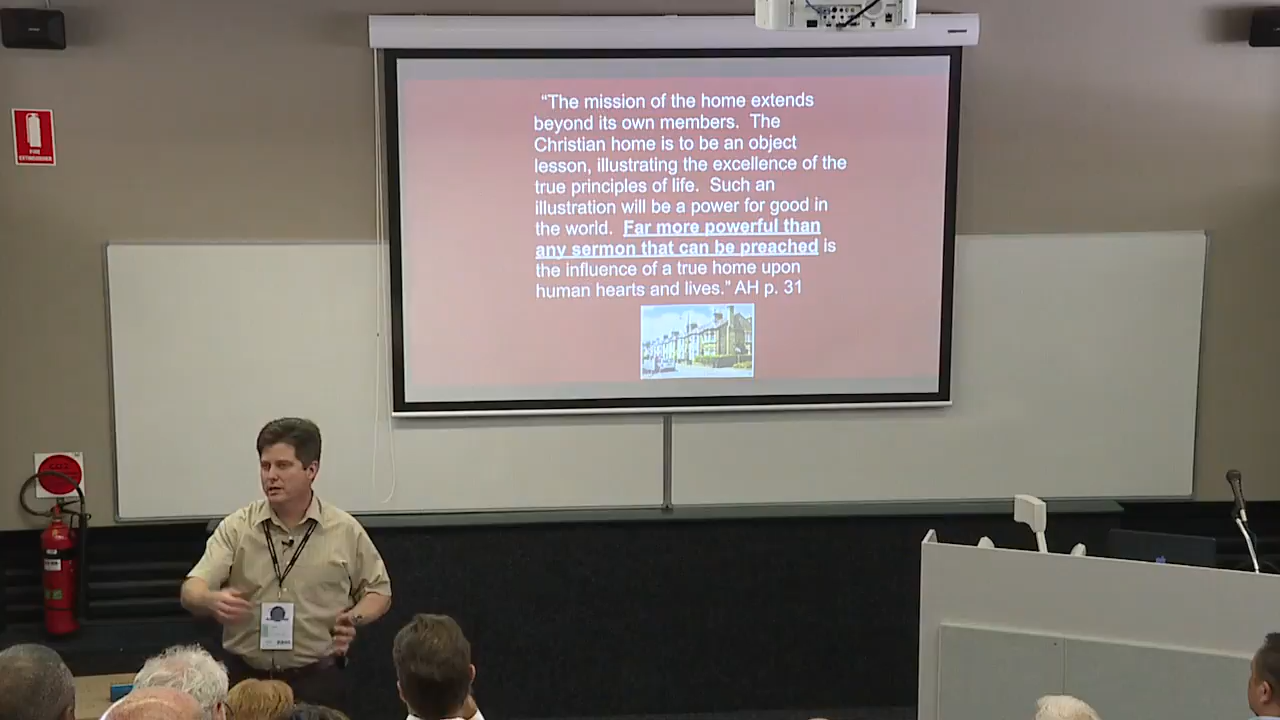 “The mission of the home extends
beyond its own members.  The
Christian home is to be an object
lesson, illustrating the excellence of the
true principles of life.  Such an
illustration will be a power for good in
the world.  Far more powerful than
any sermon that can be preached is
the influence of a true home upon
human hearts and lives.” AH p. 31
FIRE
EXTINGUISHER